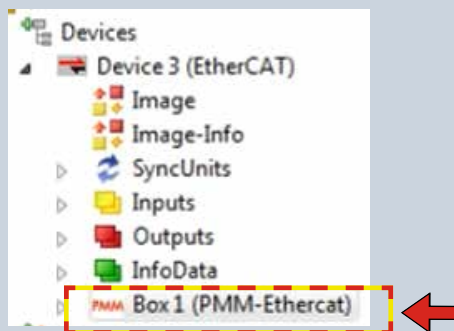 Devices
Device 3 (EtherCAT)
Image
Image-Info
SyncUnits
Inputs
Outputs
InfoData
PMM Box 1 (PMM-Ethercat)